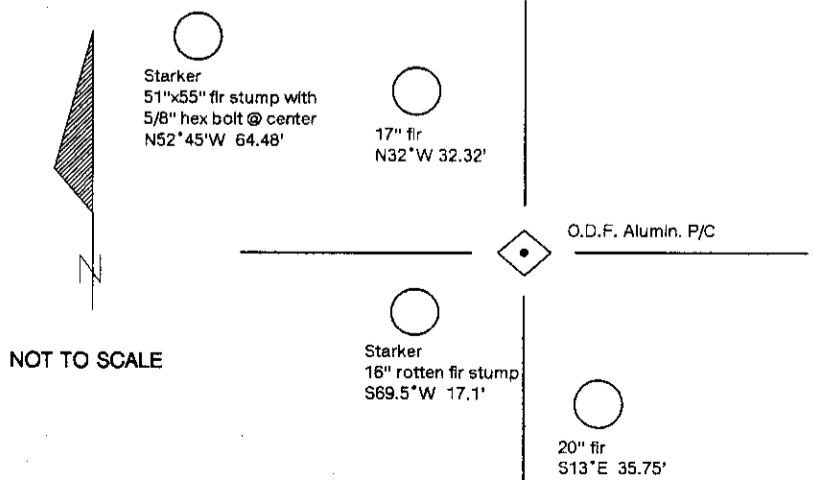 Starker
51"x55" fir stump with
5/8" hex bolt @ center
N52°45'W 64.48'
17" fir
N32°W 32.32'
O.D.F. Alumin. P/C
N
NOT TO SCALE
Starker
16" rotten fir stump
S69.5°W 17.1'
20" fir
S13°E 35.75'